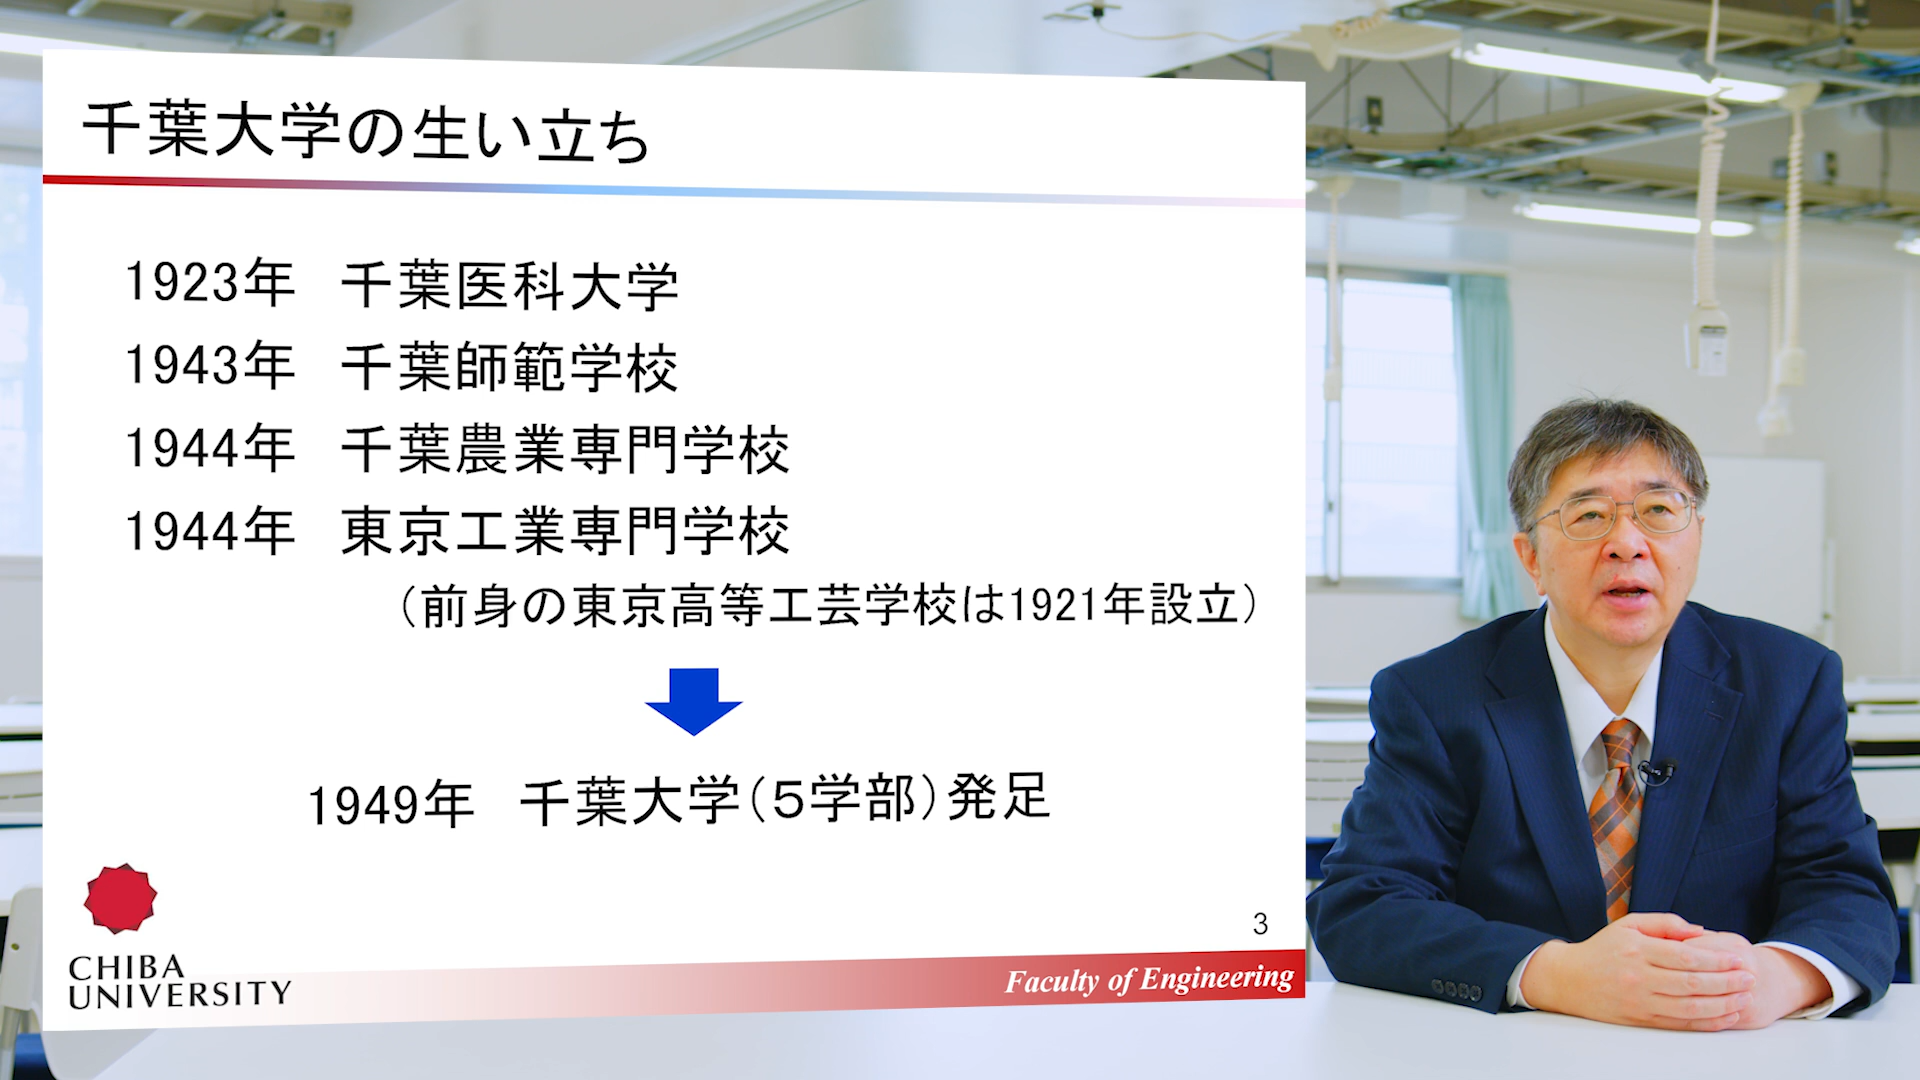 千葉大学の生い立ち
1923年　千葉医科大学
1943年　千葉師範学校
1944年　千葉農業専門学校
1944年　東京工業専門学校
（前身の東京高等工芸学校は1921年設立）
1949年　千葉大学（５学部）発足
3
CHIBA
UNIVERSITY
Faculty of Engineering